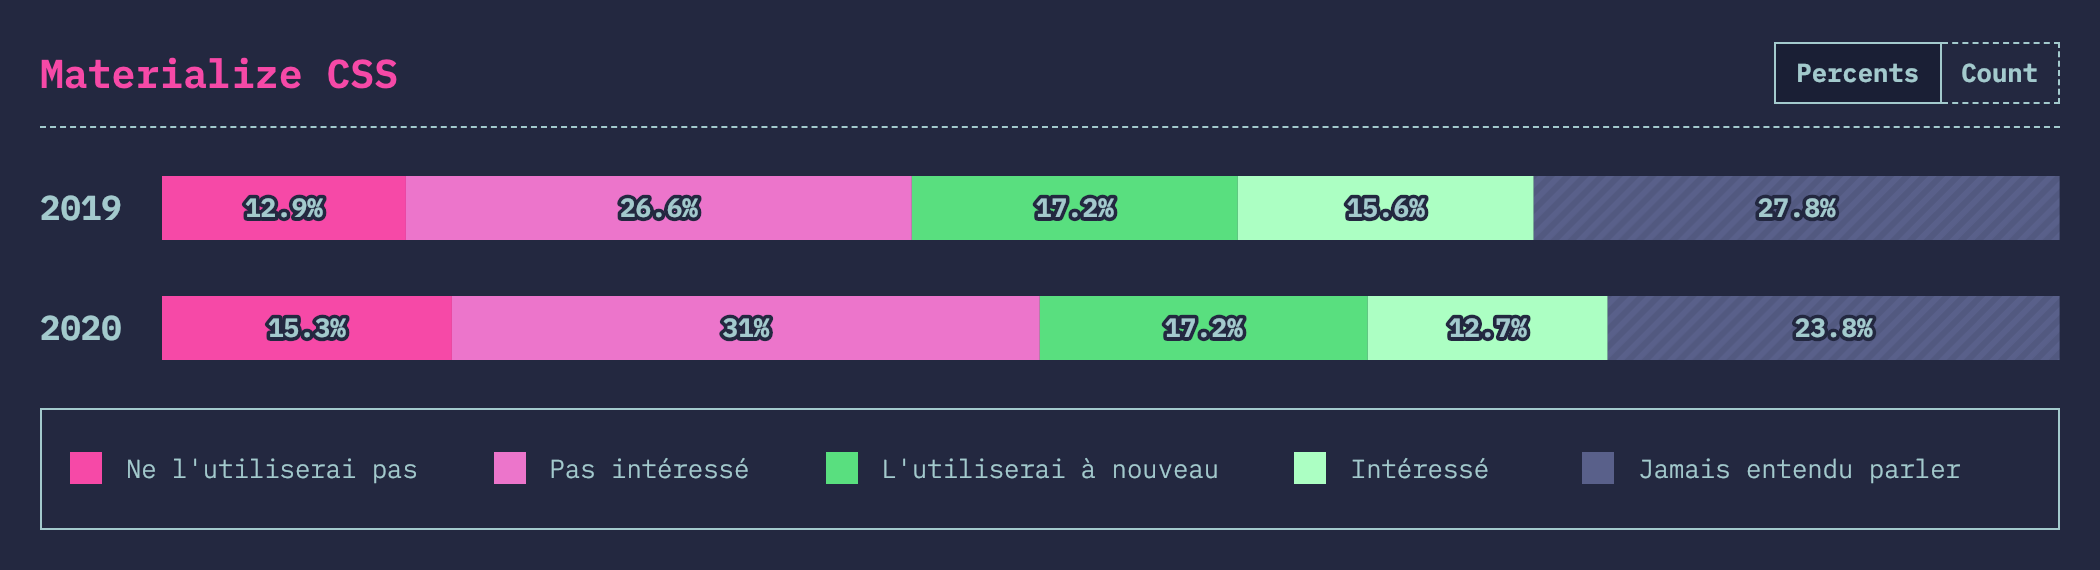 Materialize CSS
Percents Count
2019 12.9% 26.6% 17.2% 15.6% 27.8%
2020 15.3% 31% 17.2% 12.7% 23.8%
Ne l'utiliserai pas Pas intéressé L'utiliserai à nouveau Intéressé Jamais entendu parler